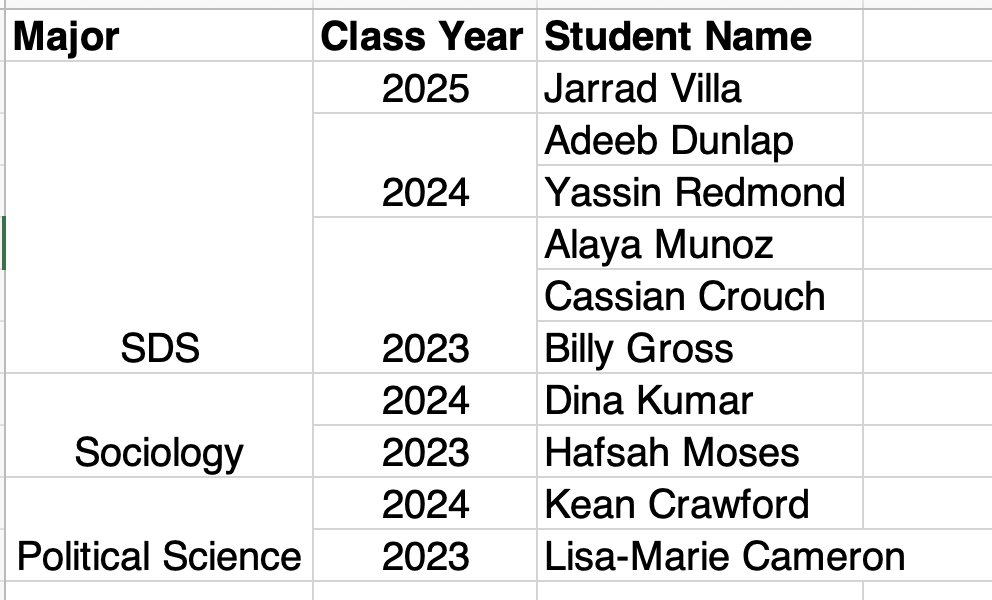 Major Class Year Student Name
2025 Jarrad Villa
Adeeb Dunlap
2024 Yassin Redmond
Alaya Munoz
Cassian Crouch
SDS 2023 Billy Gross
2024 Dina Kumar
Sociology 2023 Hafsah Moses
2024 Kean Crawford
Political Science 2023 Lisa-Marie Cameron